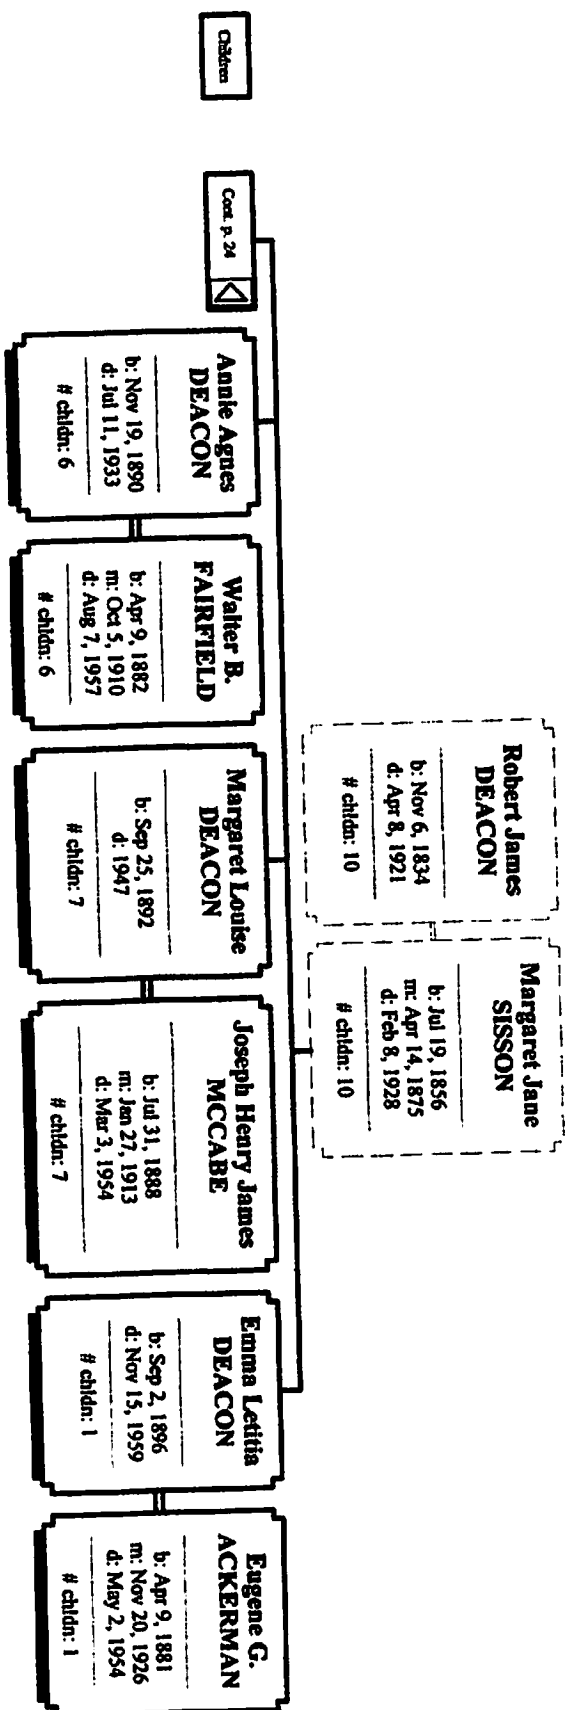 Robert James
DEACON
b: Nov 6, 1834
d: Apr 8, 1921
# chldn: 10
Margaret Jane
SISSON
b: Jul 19, 1856
m: Apr 14, 1875
d: Feb 8, 1928
# chldn: 10
Children
Cont. p. 24
Annie Agnes
DEACON
b: Nov 19, 1890
d: Jul 11, 1933
# chldn: 6
Walter B.
FAIRFIELD
b: Apr 9, 1882
m: Oct 5, 1910
d: Aug 7, 1957
# chldn: 6
Margaret Louise
DEACON
b: Sep 25, 1892
d: 1947
# chldn: 7
Joseph Henry James
MCCABE
b: Jul 31, 1888
m: Jan 27, 1913
d: Mar 3, 1954
# chldn: 7
Emma Letitia
DEACON
b: Sep 2, 1896
d: Nov 15, 1959
# chldn: 1
Eugene G.
ACKERMAN
b: Apr 9, 1881
m: Nov 20, 1926
d: May 2, 1954
# chldn: 1